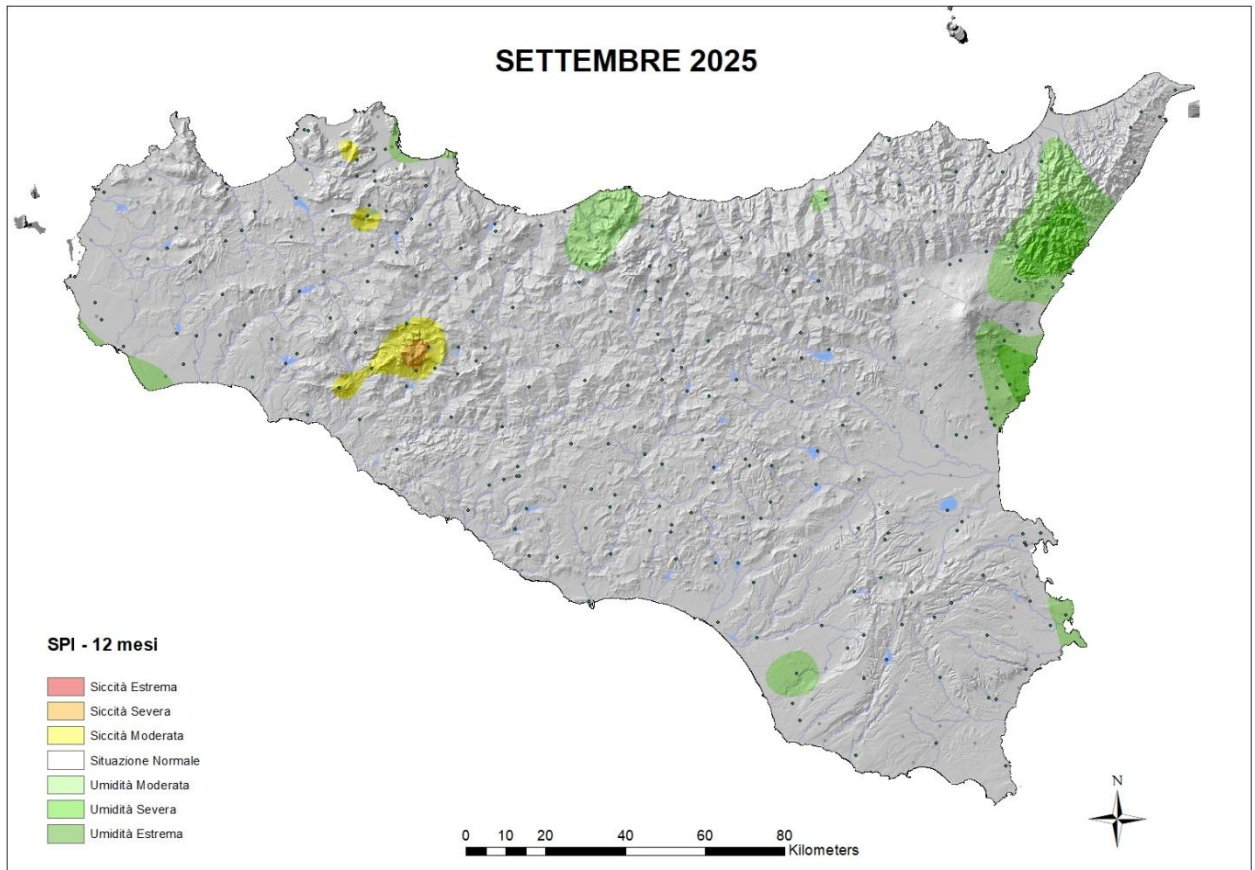 SETTEMBRE 2025
SPI - 12 mesi
Siccità Estrema
Siccità Severa
Siccità Moderata
Situazione Normale
Umidità Moderata
Umidità Severa
Umidità Estrema
0 10 20 40 60 80
Kilometers
N